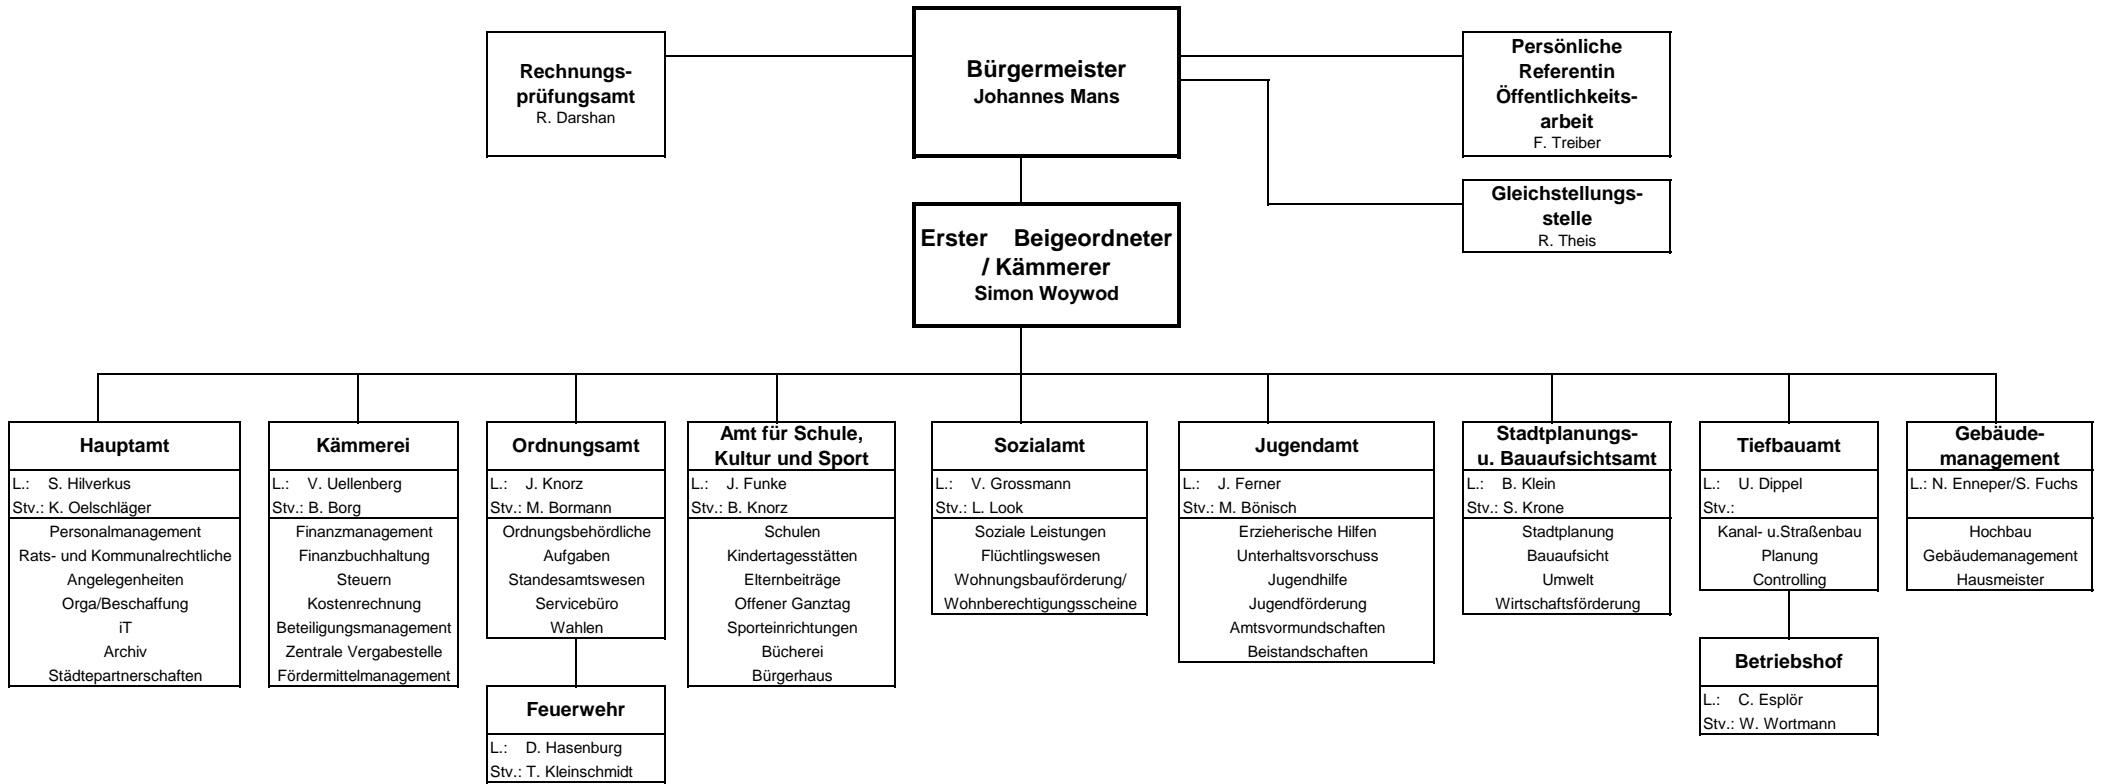 Rechnungs-
prüfungsamt
R. Darshan
Bürgermeister
Johannes Mans
Persönliche
Referentin
Öffentlichkeits-
arbeit
F. Treiber
Gleichstellungs-
stelle
R. Theis
Erster Beigeordneter
/ Kämmerer
Simon Woywod
Hauptamt
L.: S. Hilverkus
Stv.: K. Oelschläger
Personalmanagement
Rats- und Kommunalrechtliche
Angelegenheiten
Orga/Beschaffung
iT
Archiv
Städtepartnerschaften
Kämmerei
L.: V. Uellenberg
Stv.: B. Borg
Finanzmanagement
Finanzbuchhaltung
Steuern
Kostenrechnung
Beteiligungsmanagement
Zentrale Vergabestelle
Fördermittelmanagement
Ordnungsamt
L.: J. Knorz
Stv.: M. Bormann
Ordnungsbehördliche
Aufgaben
Standesamtswesen
Servicebüro
Wahlen
Feuerwehr
L.: D. Hasenburg
Stv.: T. Kleinschmidt
Amt für Schule,
Kultur und Sport
L.: J. Funke
Stv.: B. Knorz
Schulen
Kindertagesstätten
Elternbeiträge
Offener Ganztag
Sporteinrichtungen
Bücherei
Bürgerhaus
Sozialamt
L.: V. Grossmann
Stv.: L. Look
Soziale Leistungen
Flüchtlingswesen
Wohnungsbauförderung/
Wohnberechtigungsscheine
Jugendamt
L.: J. Ferner
Stv.: M. Bönisch
Erzieherische Hilfen
Unterhaltsvorschuss
Jugendhilfe
Jugendförderung
Amtsvormundschaften
Beistandschaften
Stadtplanungs-
u. Bauaufsichtsamt
L.: B. Klein
Stv.: S. Krone
Stadtplanung
Bauaufsicht
Umwelt
Wirtschaftsförderung
Tiefbauamt
L.: U. Dippel
Stv.:
Kanal- u.Straßenbau
Planung
Controlling
Betriebshof
L.: C. Esplör
Stv.: W. Wortmann
Gebäude-
management
L.: N. Enneper/S. Fuchs
Hochbau
Gebäudemanagement
Hausmeister